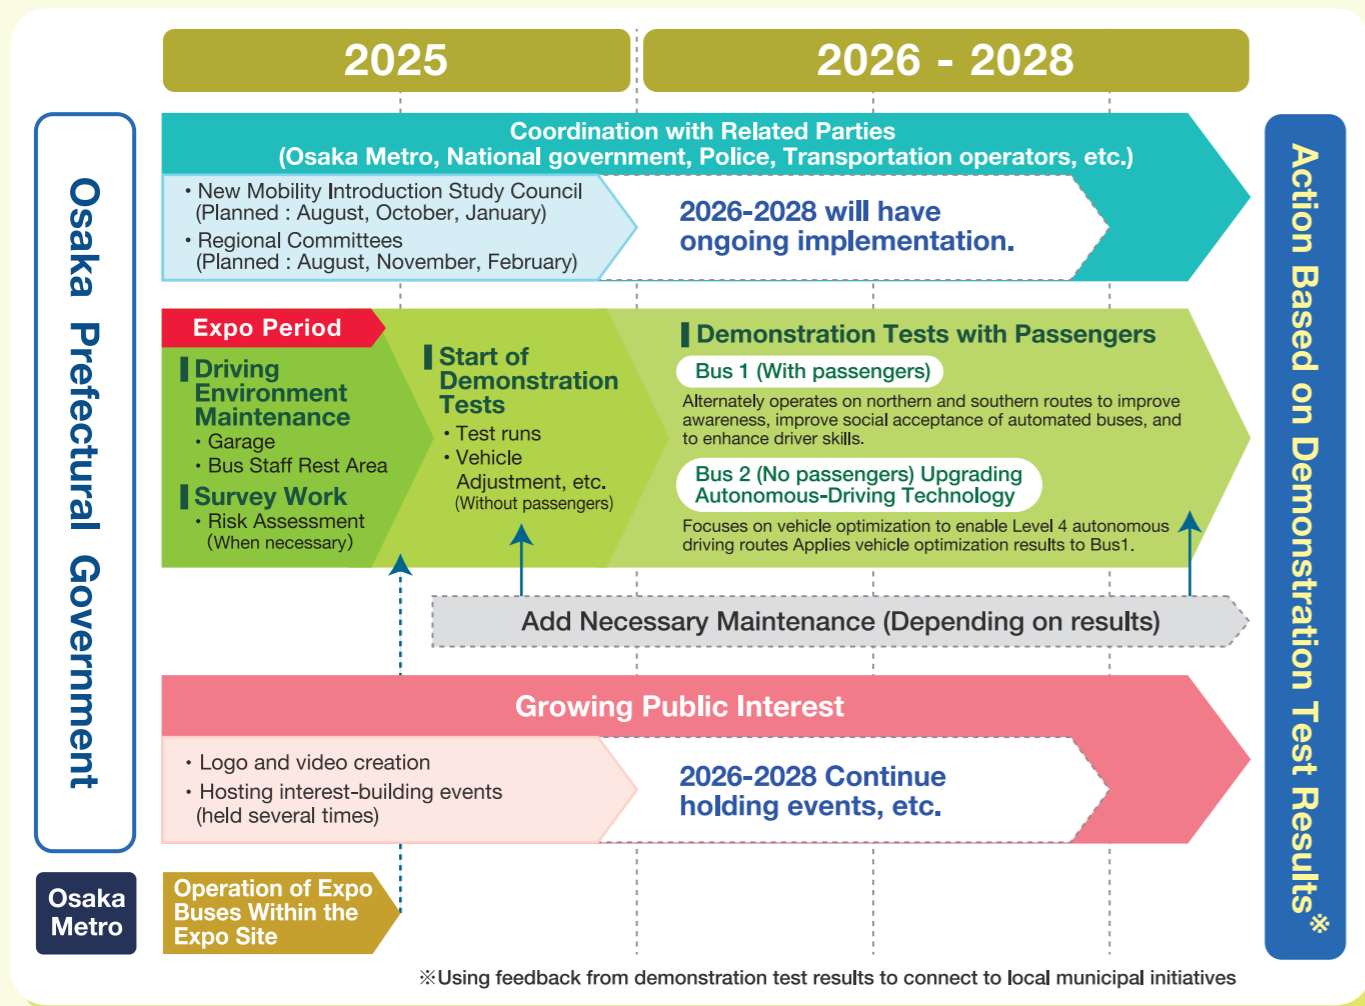 2025
2026 - 2028
Osaka Prefectural Government
Coordination with Related Parties
(Osaka Metro, National government, Police, Transportation operators, etc.)
・New Mobility Introduction Study Council
(Planned : August, October, January)
・Regional Committees
(Planned : August, November, February)
2026-2028 will have
ongoing implementation.
Expo Period
Driving
Environment
Maintenance
・Garage
・Bus Staff Rest Area
Survey Work
・Risk Assessment
(When necessary)
Start of
Demonstration
Tests
・Test runs
・Vehicle
Adjustment, etc.
(Without passengers)
Demonstration Tests with Passengers
Bus 1 (With passengers)
Alternately operates on northern and southern routes to improve
awareness, improve social acceptance of automated buses, and
to enhance driver skills.
Bus 2 (No passengers) Upgrading
Autonomous-Driving Technology
Focuses on vehicle optimization to enable Level 4 autonomous
driving routes Applies vehicle optimization results to Bus1.
Add Necessary Maintenance (Depending on results)
Growing Public Interest
・Logo and video creation
・Hosting interest-building events
(held several times)
2026-2028 Continue
holding events, etc.
Osaka
Metro
Operation of Expo
Buses Within the
Expo Site
Action Based on Demonstration Test Results※
※Using feedback from demonstration test results to connect to local municipal initiatives